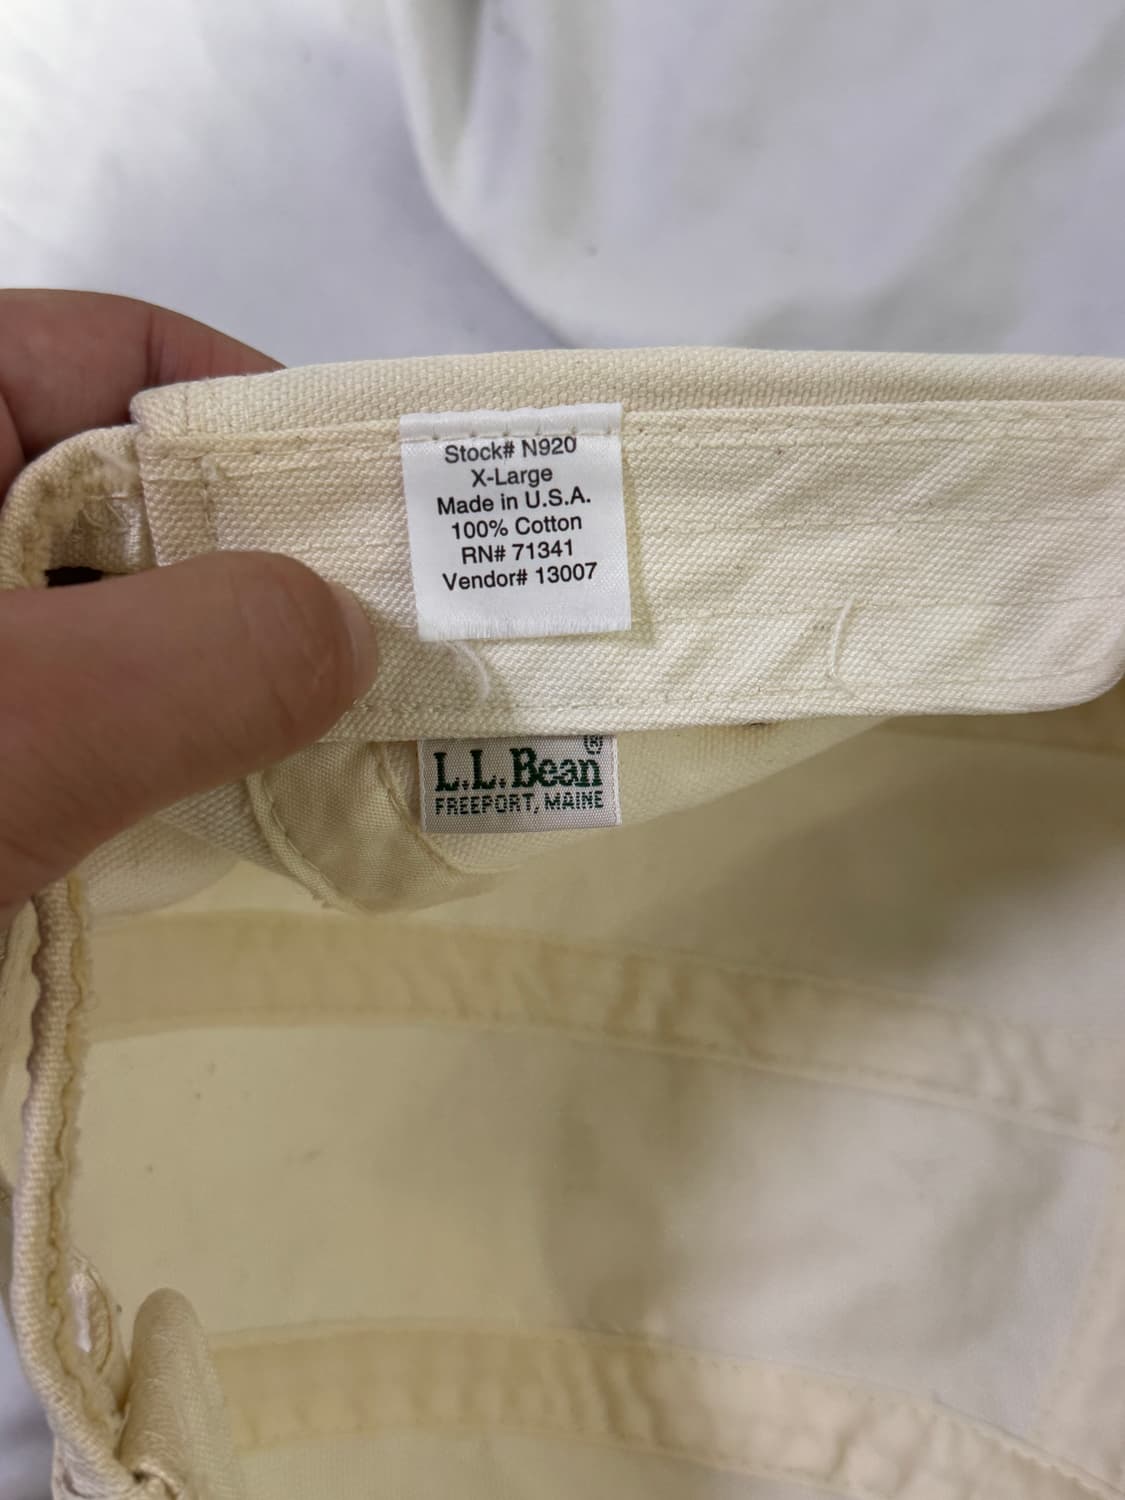 Stock# N920
X-Large
Made in U.S.A.
100% Cotton
RN# 71341
Vendor# 13007
L.L.Bean®
FREEPORT, MAINE